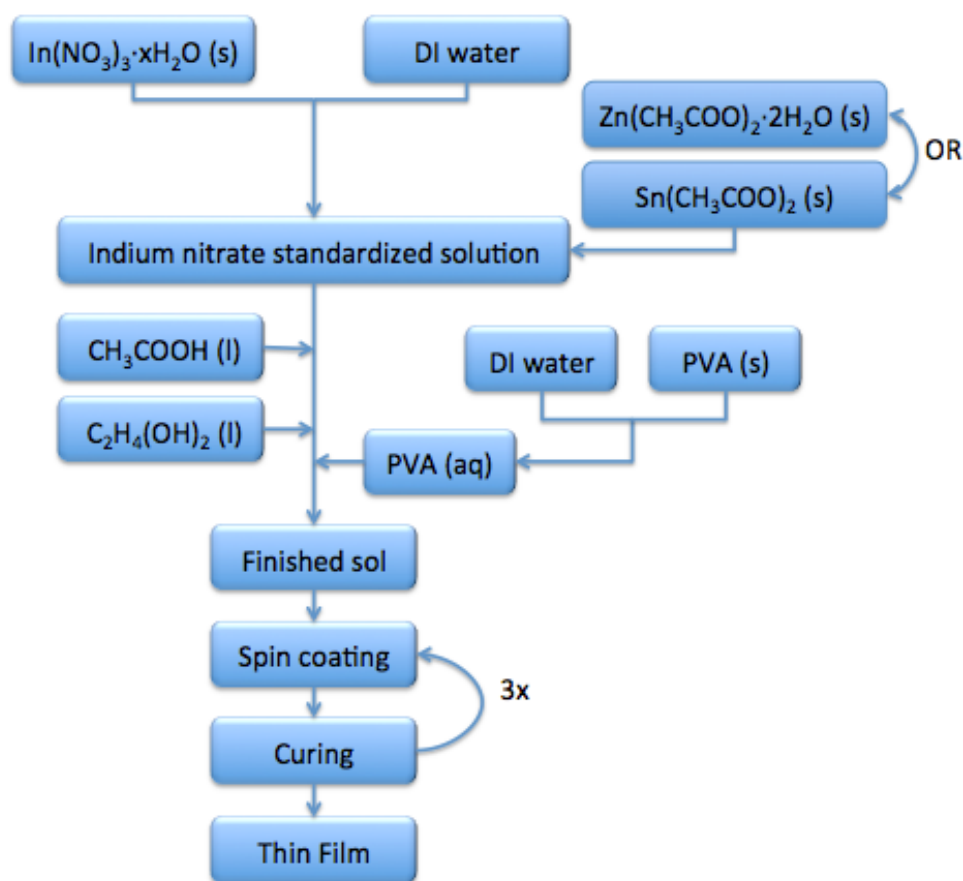 In(NO₃)₃·xH₂O (s)
DI water
Zn(CH₃COO)₂·2H₂O (s)
OR
Sn(CH₃COO)₂ (s)
Indium nitrate standardized solution
CH₃COOH (l)
DI water
PVA (s)
C₂H₄(OH)₂ (l)
PVA (aq)
Finished sol
Spin coating
3x
Curing
Thin Film